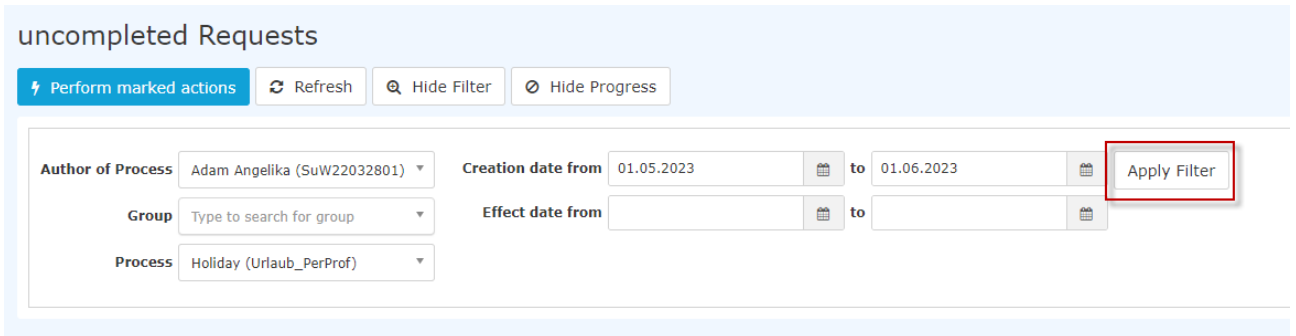 uncompleted Requests
Perform marked actions Refresh Hide Filter Hide Progress
Author of Process Adam Angelika (SuW22032801) Creation date from 01.05.2023 to 01.06.2023 Apply Filter
Group Type to search for group Effect date from to
Process Holiday (Urlaub_PerProf)